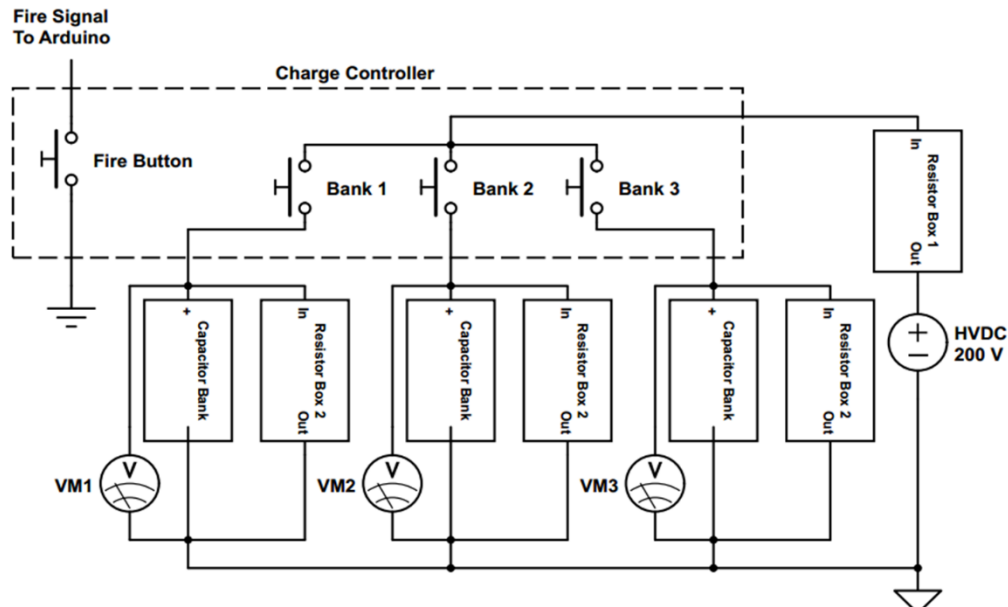 Fire Signal
To Arduino
Charge Controller
Fire Button
Bank 1
Bank 2
Bank 3
In
Resistor Box 1
Out
+
Capacitor Bank
In
Resistor Box 2
Out
+
Capacitor Bank
In
Resistor Box 2
Out
+
Capacitor Bank
In
Resistor Box 2
Out
+
−
HVDC
200 V
V
VM1
V
VM2
V
VM3